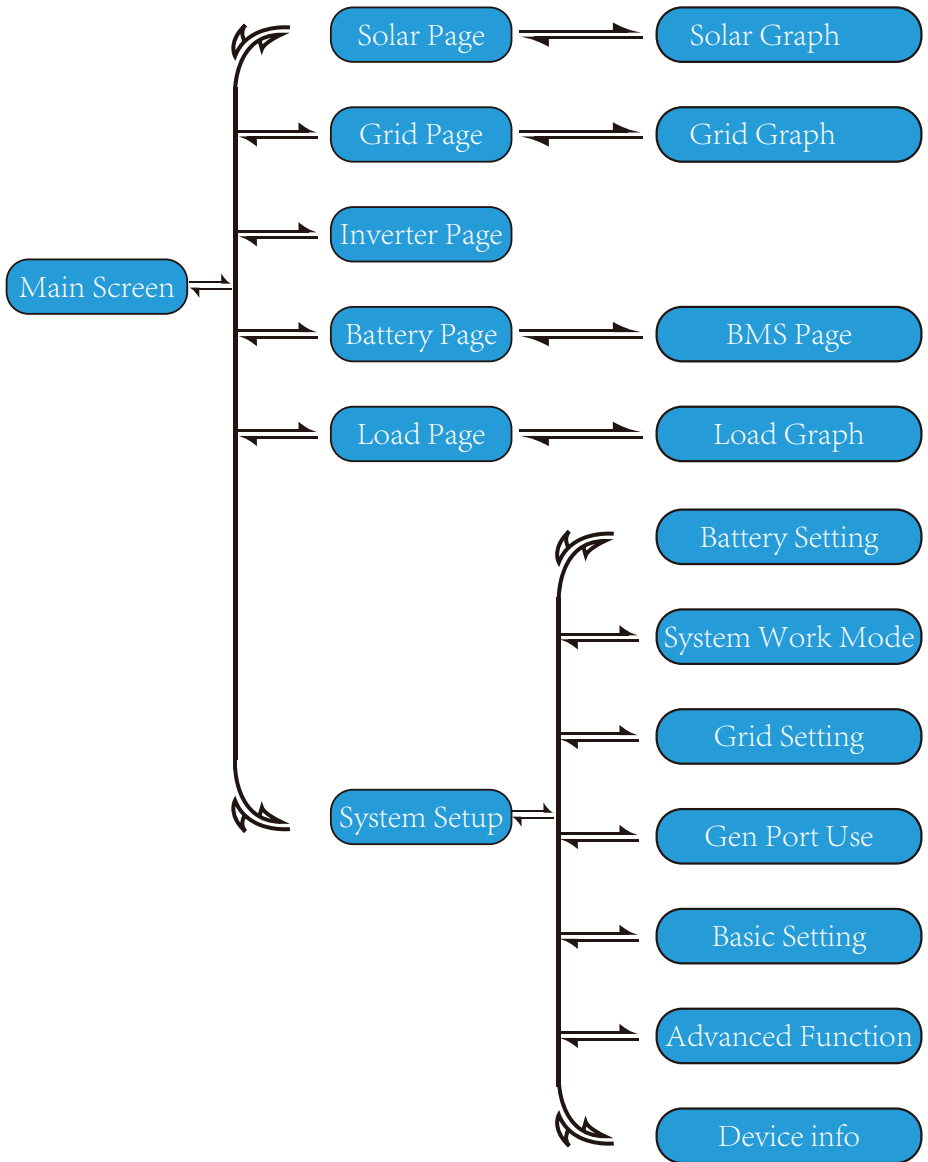 Solar Page
Solar Graph
Grid Page
Grid Graph
Inverter Page
Main Screen
Battery Page
BMS Page
Load Page
Load Graph
Battery Setting
System Work Mode
Grid Setting
System Setup
Gen Port Use
Basic Setting
Advanced Function
Device info